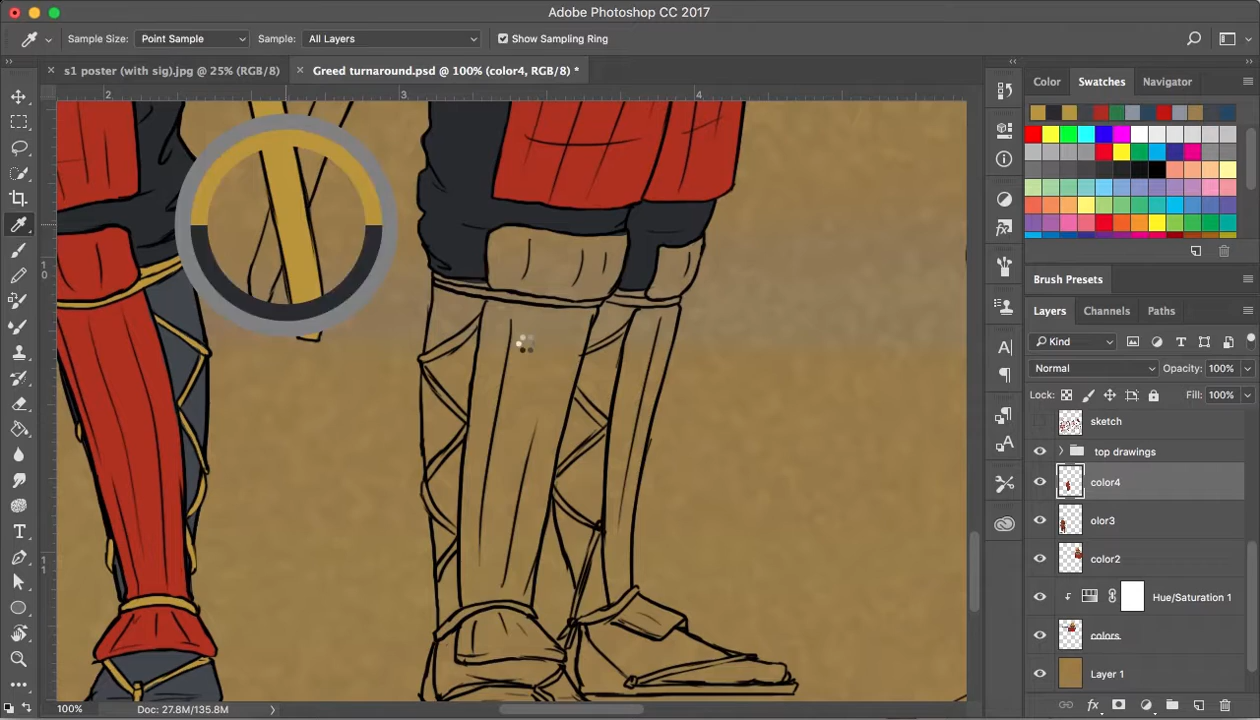 Adobe Photoshop CC 2017
Sample Size: Point Sample Sample: All Layers Show Sampling Ring
s1 poster (with sig).jpg @ 25% (RGB/8) Greed turnaround.psd @ 100% (color4, RGB/8) *
2 3 4
Color Swatches Navigator
10
11
Brush Presets
Layers Channels Paths
Kind
Normal Opacity: 100%
Lock: Fill: 100%
sketch
top drawings
color4
olor3
color2
Hue/Saturation 1
colors
Layer 1
100% Doc: 27.8M/135.8M